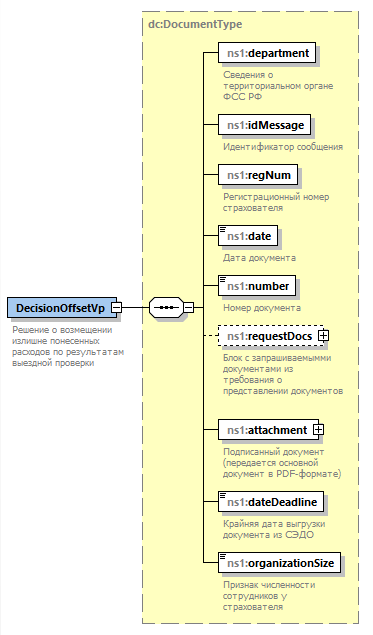 dc:DocumentType
ns1:department
Сведения о
территориальном органе
ФСС РФ
ns1:idMessage
Идентификатор сообщения
ns1:regNum
Регистрационный номер
страхователя
ns1:date
Дата документа
ns1:number
Номер документа
DecisionOffsetVp
Решение о возмещении
излишне понесенных
расходов по результатам
выездной проверки
ns1:requestDocs
Блок с запрашиваемыми
документами из
требования о
представлении документов
ns1:attachment
Подписанный документ
(передается основной
документ в PDF-формате)
ns1:dateDeadline
Крайняя дата выгрузки
документа из СЭДО
ns1:organizationSize
Признак численности
сотрудников у
страхователя